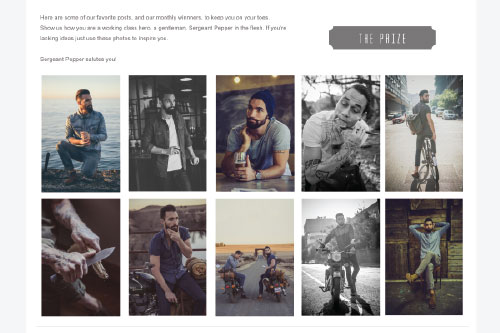 Here are some of our favorite posts, and our monthly winners, to keep you on your toes.
Show us how you are a working class hero, a gentleman, Sergeant Pepper in the flesh. If you're
lacking ideas just use these photos to inspire you.
Sergeant Pepper salutes you!
THE PRIZE